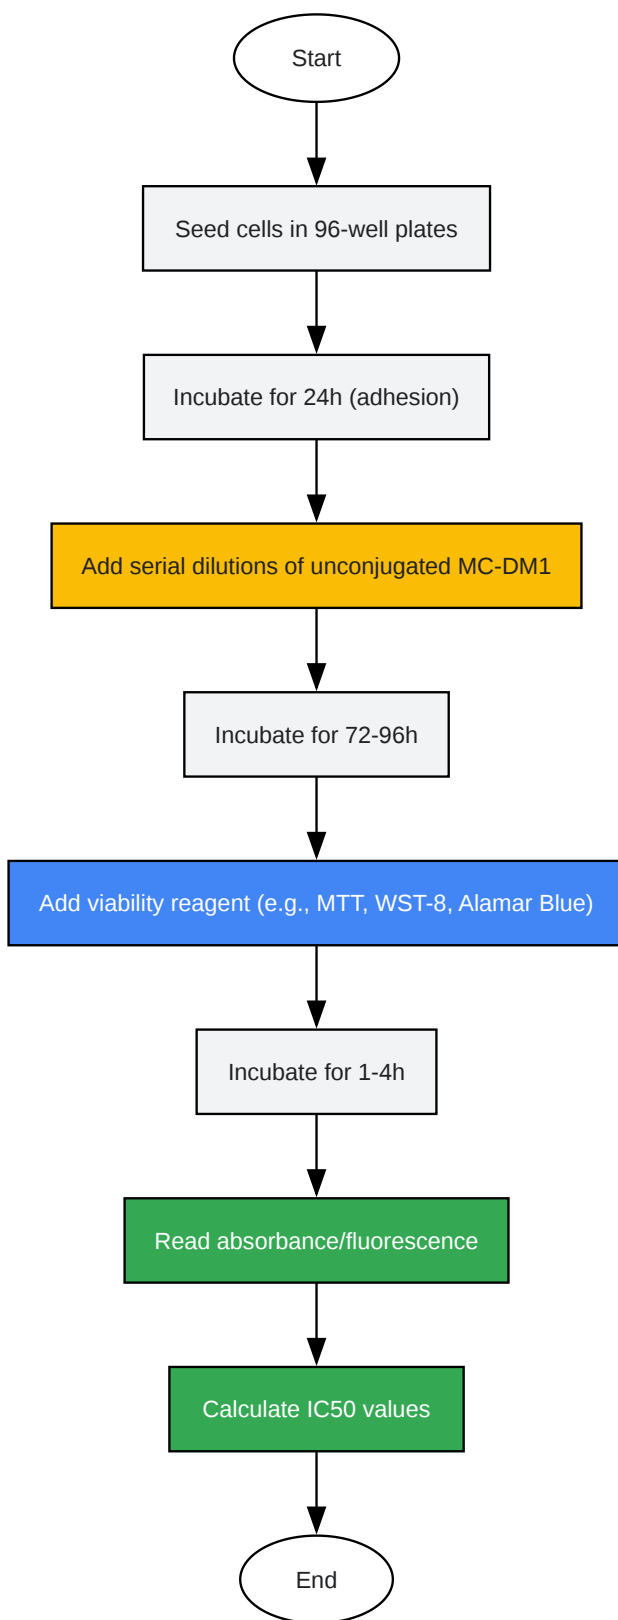 Start
Seed cells in 96-well plates
Incubate for 24h (adhesion)
Add serial dilutions of unconjugated MC-DM1
Incubate for 72-96h
Add viability reagent (e.g., MTT, WST-8, Alamar Blue)
Incubate for 1-4h
Read absorbance/fluorescence
Calculate IC50 values
End